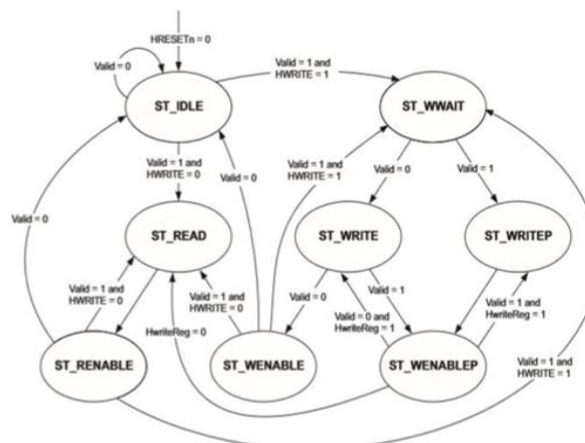 HRESETn = 0
Valid = 0
Valid = 1 and
HWRITE = 1
ST_IDLE
ST_WWAIT
Valid = 1 and
HWRITE = 0
Valid = 0
Valid = 1 and
HWRITE = 1
Valid = 0
Valid = 1
Valid = 0
ST_READ
ST_WRITE
ST_WRITEP
Valid = 1 and
HWRITE = 0
Valid = 1 and
HWRITE = 0
Valid = 0
Valid = 1
HwriteReg = 0
Valid = 0 and
HwriteReg = 1
Valid = 1 and
HwriteReg = 1
ST_RENABLE
ST_WENABLE
ST_WENABLEP
Valid = 1 and
HWRITE = 1